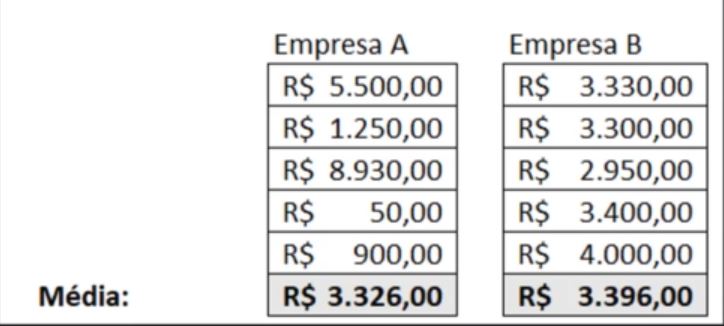 Empresa A Empresa B
R$ 5.500,00 R$ 3.330,00
R$ 1.250,00 R$ 3.300,00
R$ 8.930,00 R$ 2.950,00
R$ 50,00 R$ 3.400,00
R$ 900,00 R$ 4.000,00
Média: R$ 3.326,00 R$ 3.396,00